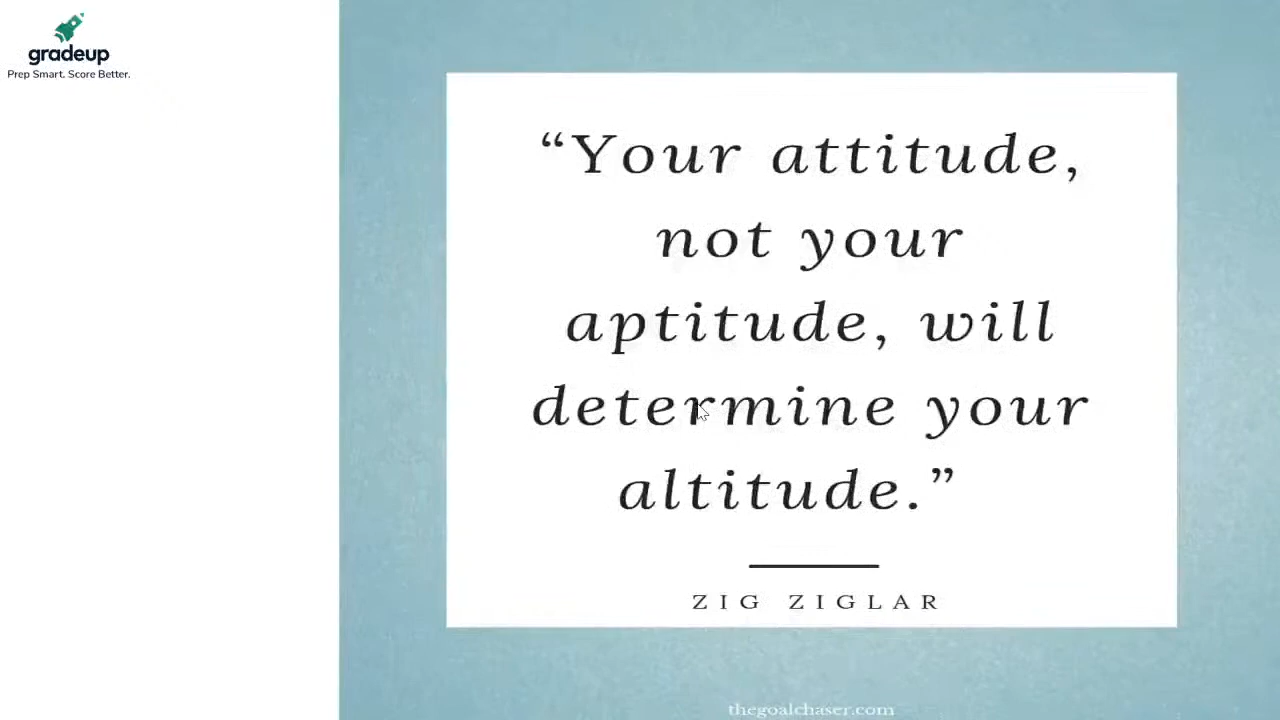 gradeup
Prep Smart. Score Better.
“Your attitude,
not your
aptitude, will
determine your
altitude.”
ZIG ZIGLAR
thegoalchaser.com